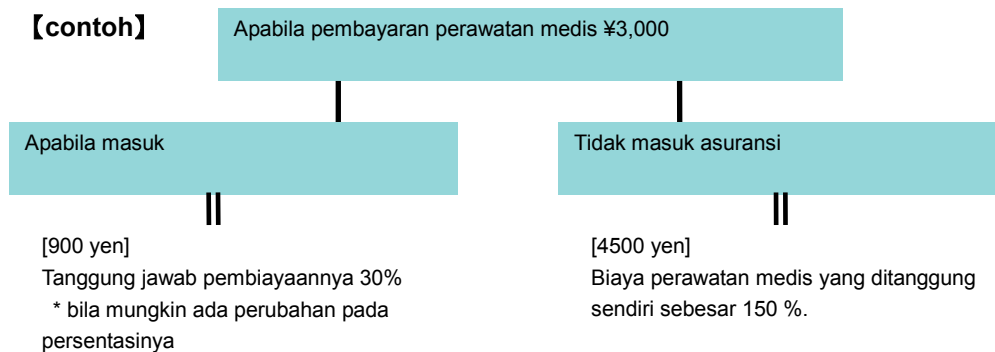 【contoh】
Apabila pembayaran perawatan medis ¥3,000
Apabila masuk
Tidak masuk asuransi
[900 yen]
Tanggung jawab pembiayaannya 30%
* bila mungkin ada perubahan pada
persentasinya
[4500 yen]
Biaya perawatan medis yang ditanggung
sendiri sebesar 150 %.